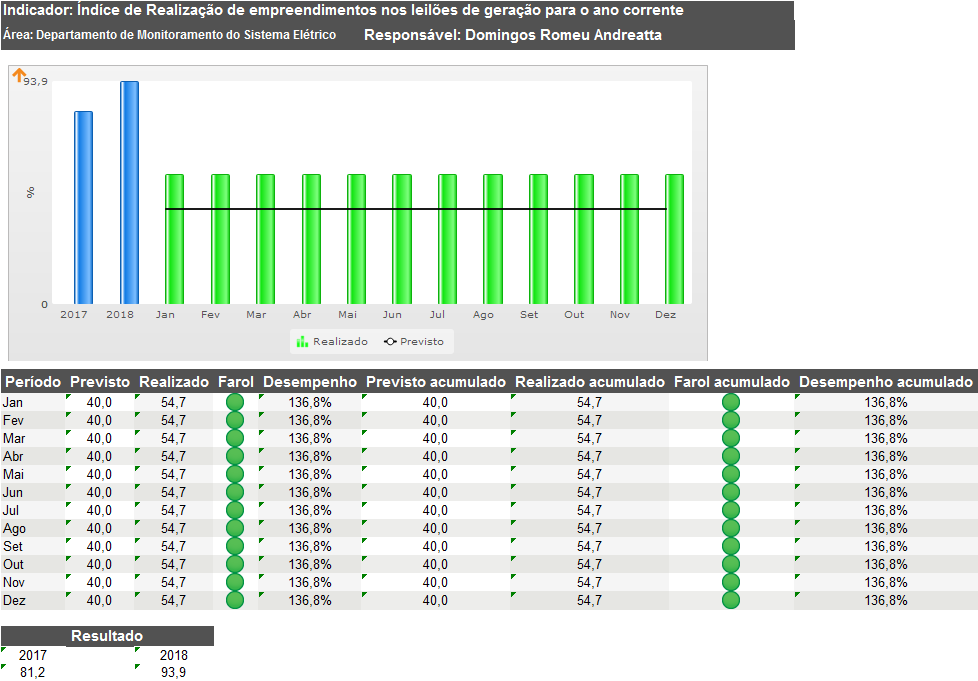 Indicador: Índice de Realização de empreendimentos nos leilões de geração para o ano corrente
Área: Departamento de Monitoramento do Sistema Elétrico Responsável: Domingos Romeu Andreatta
93,9
%
0
2017 2018 Jan Fev Mar Abr Mai Jun Jul Ago Set Out Nov Dez
Realizado Previsto
Período Previsto Realizado Farol Desempenho Previsto acumulado Realizado acumulado Farol acumulado Desempenho acumulado
Jan 40,0 54,7 136,8% 40,0 54,7 136,8%
Fev 40,0 54,7 136,8% 40,0 54,7 136,8%
Mar 40,0 54,7 136,8% 40,0 54,7 136,8%
Abr 40,0 54,7 136,8% 40,0 54,7 136,8%
Mai 40,0 54,7 136,8% 40,0 54,7 136,8%
Jun 40,0 54,7 136,8% 40,0 54,7 136,8%
Jul 40,0 54,7 136,8% 40,0 54,7 136,8%
Ago 40,0 54,7 136,8% 40,0 54,7 136,8%
Set 40,0 54,7 136,8% 40,0 54,7 136,8%
Out 40,0 54,7 136,8% 40,0 54,7 136,8%
Nov 40,0 54,7 136,8% 40,0 54,7 136,8%
Dez 40,0 54,7 136,8% 40,0 54,7 136,8%
Resultado
2017 2018
81,2 93,9